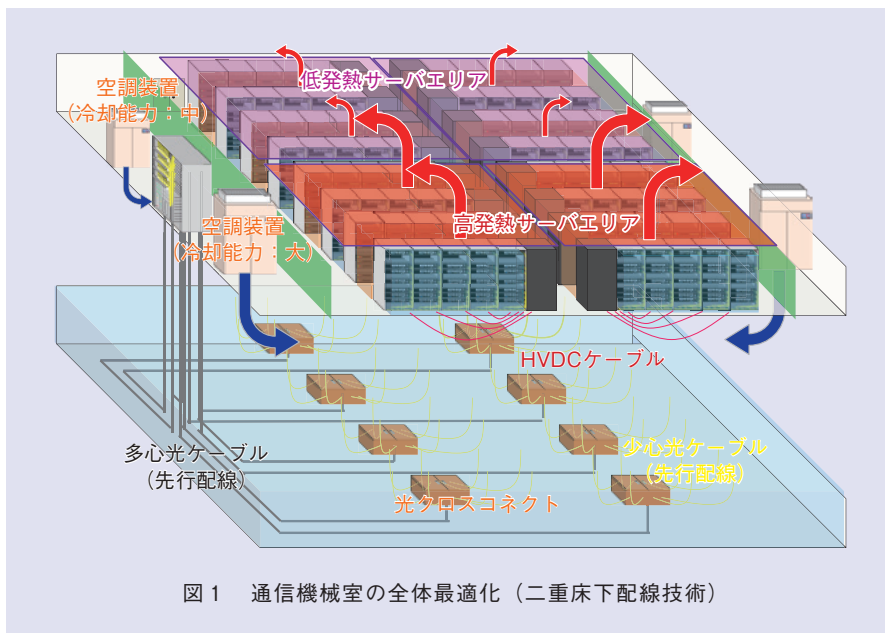 低発熱サーバエリア
空調装置
(冷却能力:中)
空調装置
(冷却能力:大)
高発熱サーバエリア
HVDCケーブル
多心光ケーブル
(先行配線)
少心光ケーブル
(先行配線)
光クロスコネクト
図1 通信機械室の全体最適化(二重床下配線技術)